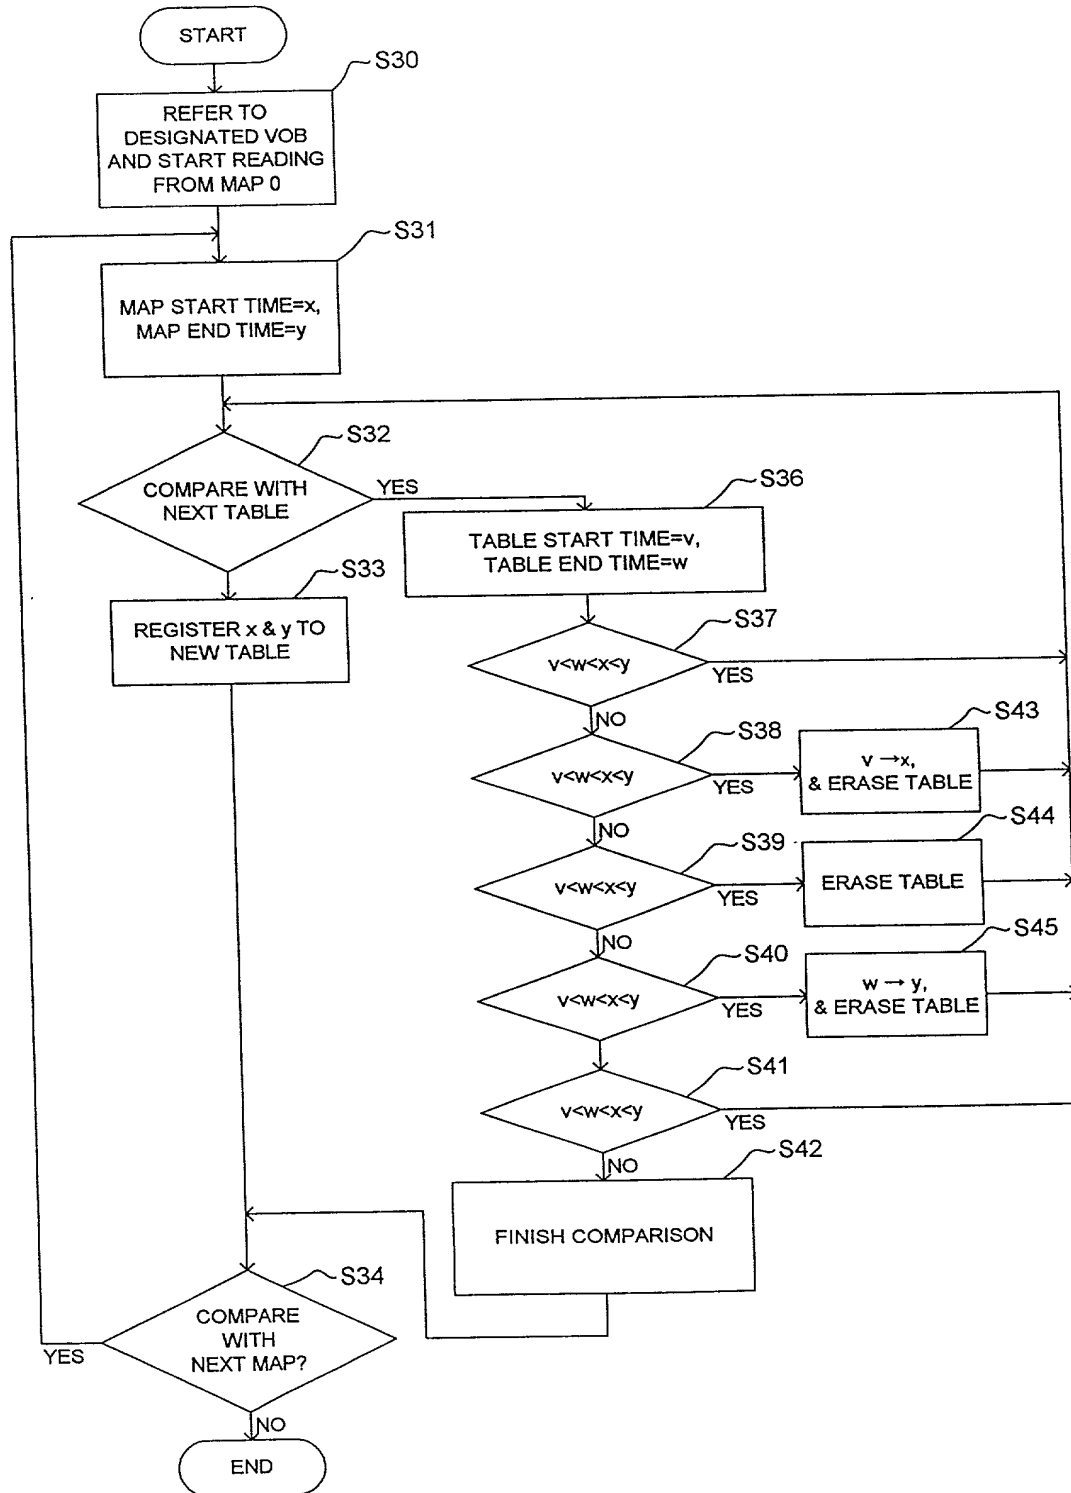 START
S30
REFER TO
DESIGNATED VOB
AND START READING
FROM MAP 0
S31
MAP START TIME=x,
MAP END TIME=y
S32
COMPARE WITH
NEXT TABLE
YES
S36
TABLE START TIME=v,
TABLE END TIME=w
S33
REGISTER x & y TO
NEW TABLE
S37
v<w<x<y
YES
NO
S38
v<w<x<y
YES
S43
v →x,
& ERASE TABLE
NO
S39
v<w<x<y
YES
S44
ERASE TABLE
NO
S40
v<w<x<y
YES
S45
w → y,
& ERASE TABLE
S41
v<w<x<y
YES
NO
S42
FINISH COMPARISON
S34
COMPARE
WITH
NEXT MAP?
YES
NO
END